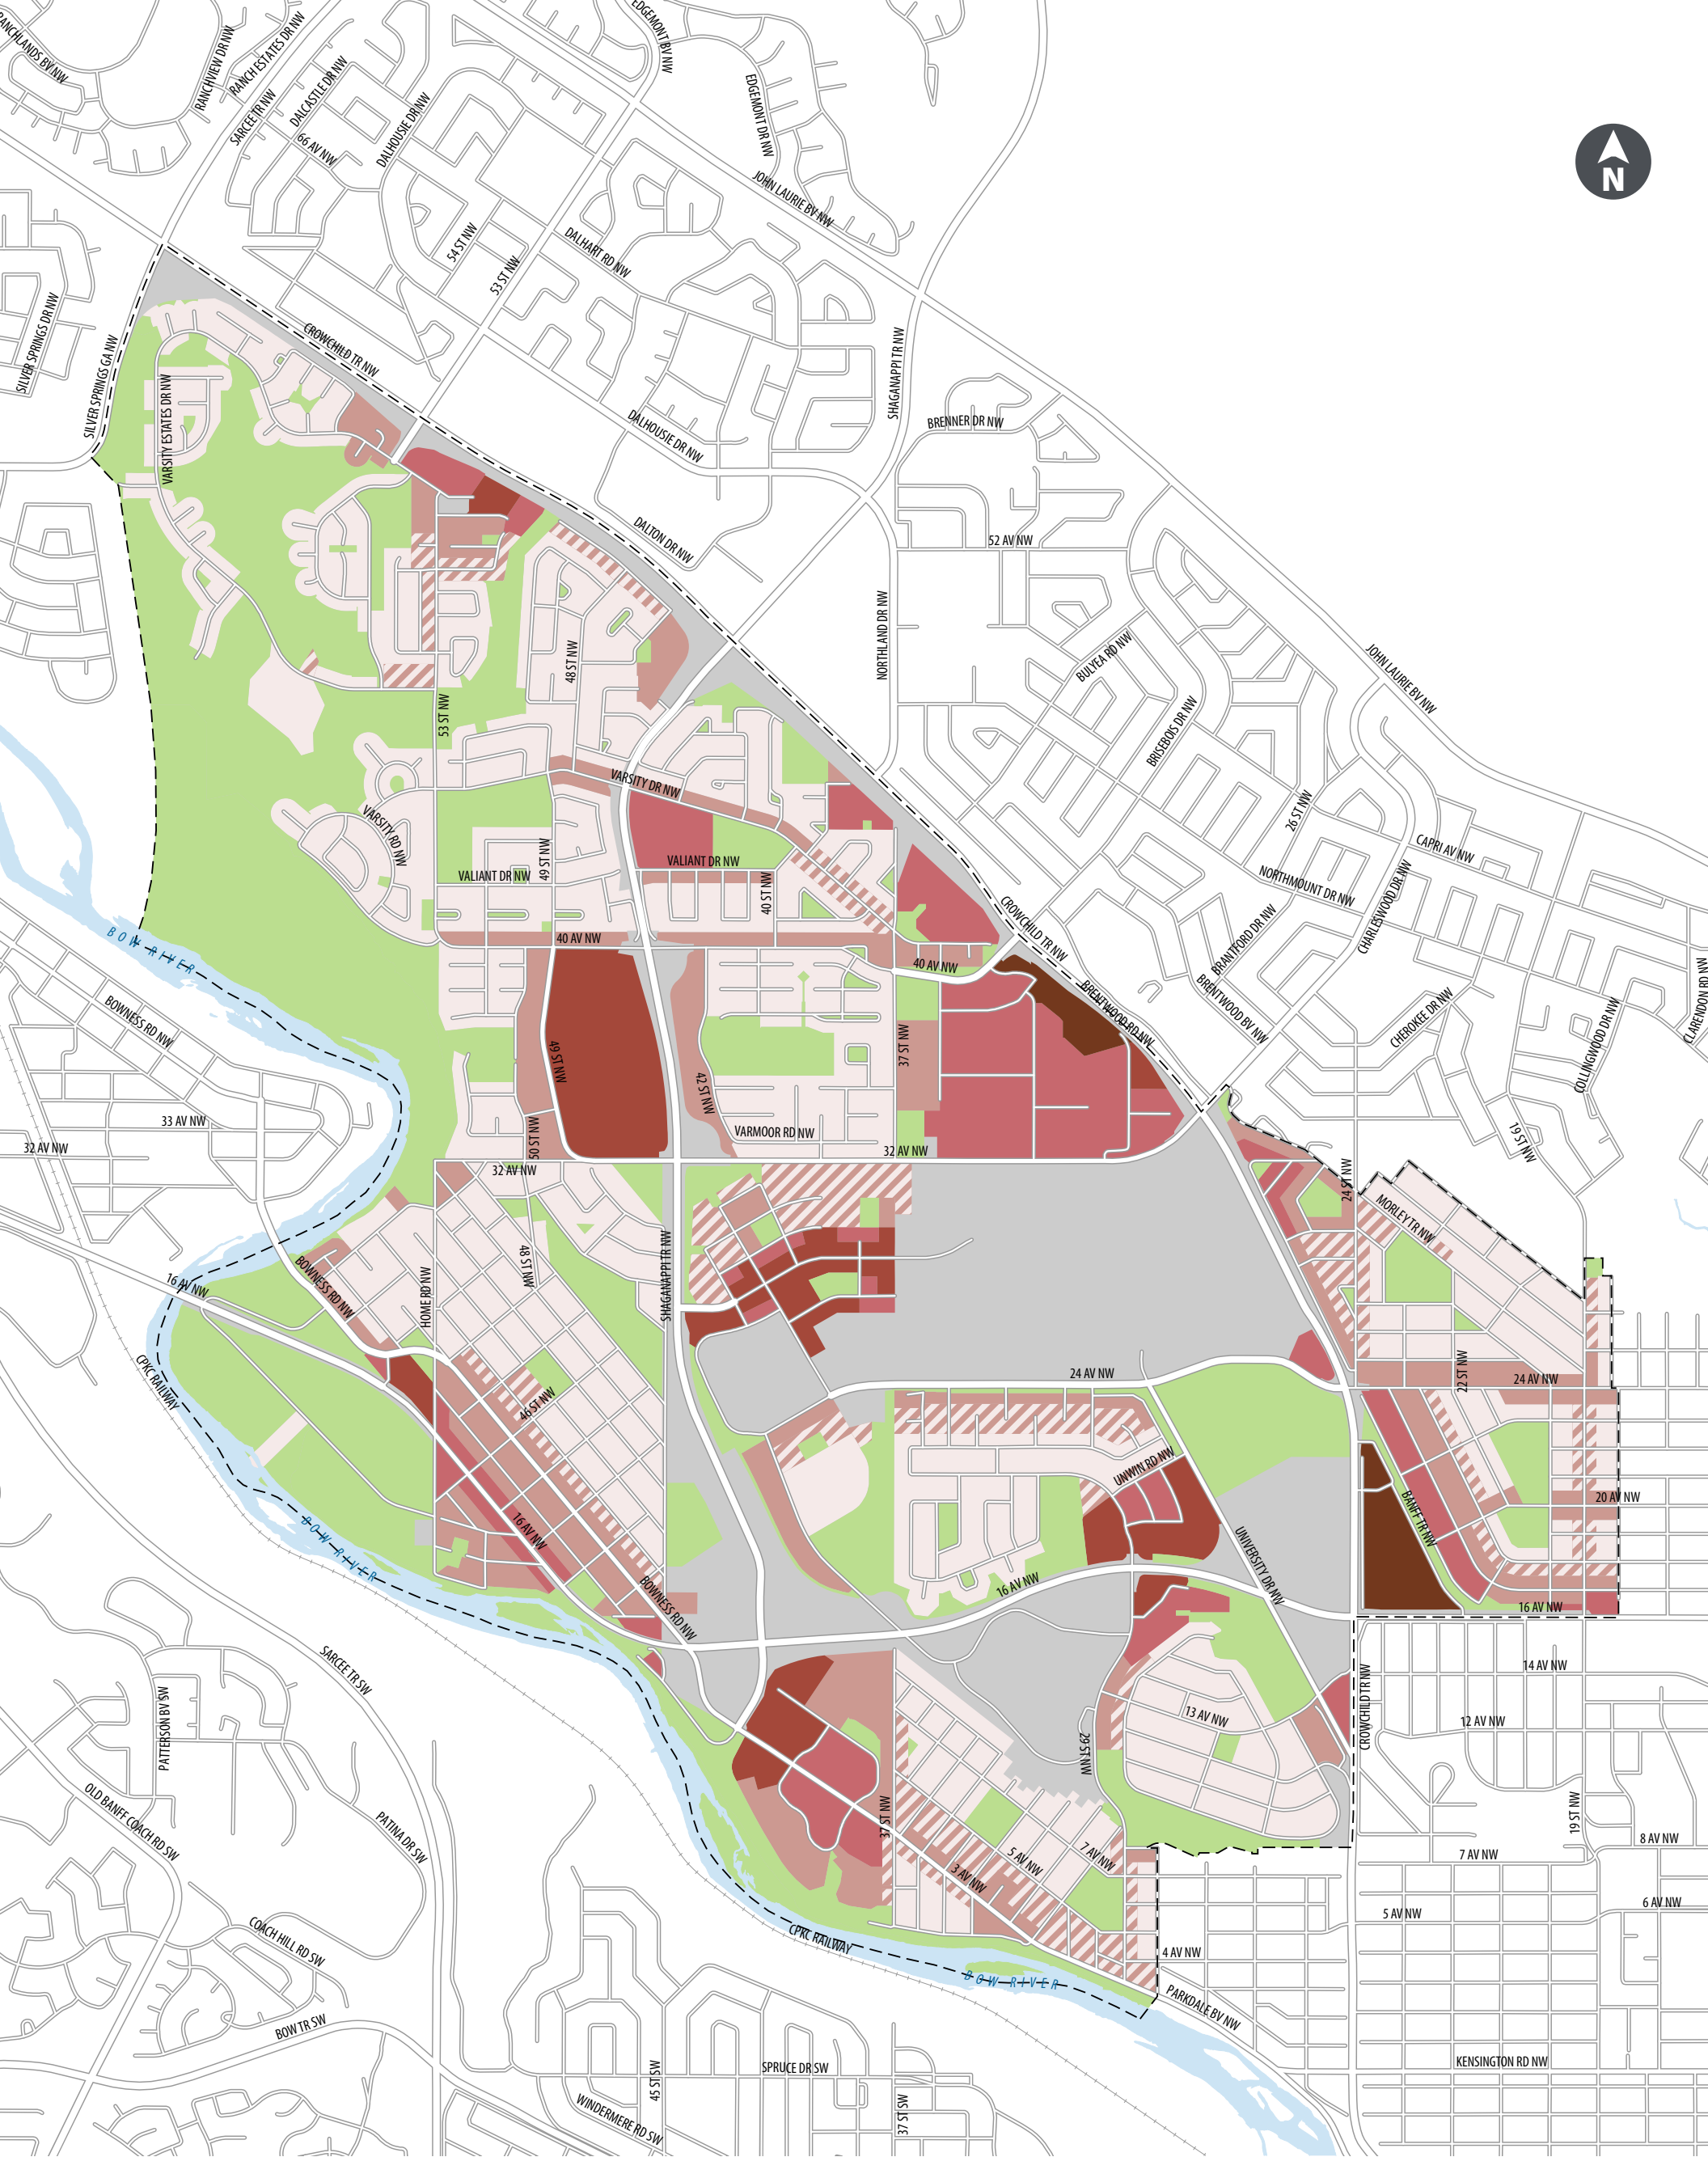 RANCHLANDS BV NW
RANCHVIEW DR NW
RANCH ESTATES DR NW
SARCEE TR NW
DALCASTLE DR NW
66 AV NW
DALHOUSIE DR NW
EDGEMONT BV NW
EDGEMONT DR NW
JOHN LAURIE BV NW
N
54 ST NW
53 ST NW
DALHART RD NW
SILVER SPRINGS DR NW
SILVER SPRINGS GA NW
CROWCHILD TR NW
SHAGANAPPI TR NW
VARSITY ESTATES DR NW
DALHOUSIE DR NW
BRENNER DR NW
DALTON DR NW
52 AV NW
NORTHLAND DR NW
48 ST NW
BULYEA RD NW
JOHN LAURIE BV NW
53 ST NW
BRISEBOIS DR NW
VARSITY DR NW
VARSITY RD NW
26 ST NW
CAPRI AV NW
49 ST NW
VALIANT DR NW
VALIANT DR NW
40 ST NW
NORTHMOUNT DR NW
CHARLESWOOD DR NW
BOW RIVER
40 AV NW
40 AV NW
CROWCHILD TR NW
BRANTFORD DR NW
BRENTWOOD BV NW
CLARENDON RD NW
BOWNESS RD NW
BRENTWOOD RD NW
CHEROKEE DR NW
COLLINGWOOD DR NW
49 ST NW
42 ST NW
37 ST NW
33 AV NW
32 AV NW
50 ST NW
VARMOOR RD NW
32 AV NW
32 AV NW
19 ST NW
24 ST NW
MORLEY TR NW
16 AV NW
BOWNESS RD NW
HOME RD NW
48 ST NW
SHAGANAPPI TR NW
CPKC RAILWAY
46 ST NW
24 AV NW
22 ST NW
24 AV NW
UNWIN RD NW
20 AV NW
BANFF TR NW
BOW RIVER
16 AV NW
BOWNESS RD NW
16 AV NW
UNIVERSITY DR NW
16 AV NW
SARCEE TR SW
PATTERSON BV SW
14 AV NW
13 AV NW
CROWCHILD TR NW
12 AV NW
29 ST NW
OLD BANFF COACH RD SW
PATINA DR SW
37 ST NW
19 ST NW
8 AV NW
7 AV NW
5 AV NW
7 AV NW
3 AV NW
6 AV NW
5 AV NW
COACH HILL RD SW
CPKC RAILWAY
4 AV NW
BOW RIVER
PARKDALE BV NW
BOW TR SW
KENSINGTON RD NW
45 ST SW
SPRUCE DR SW
WINDERMERE RD SW
37 ST SW